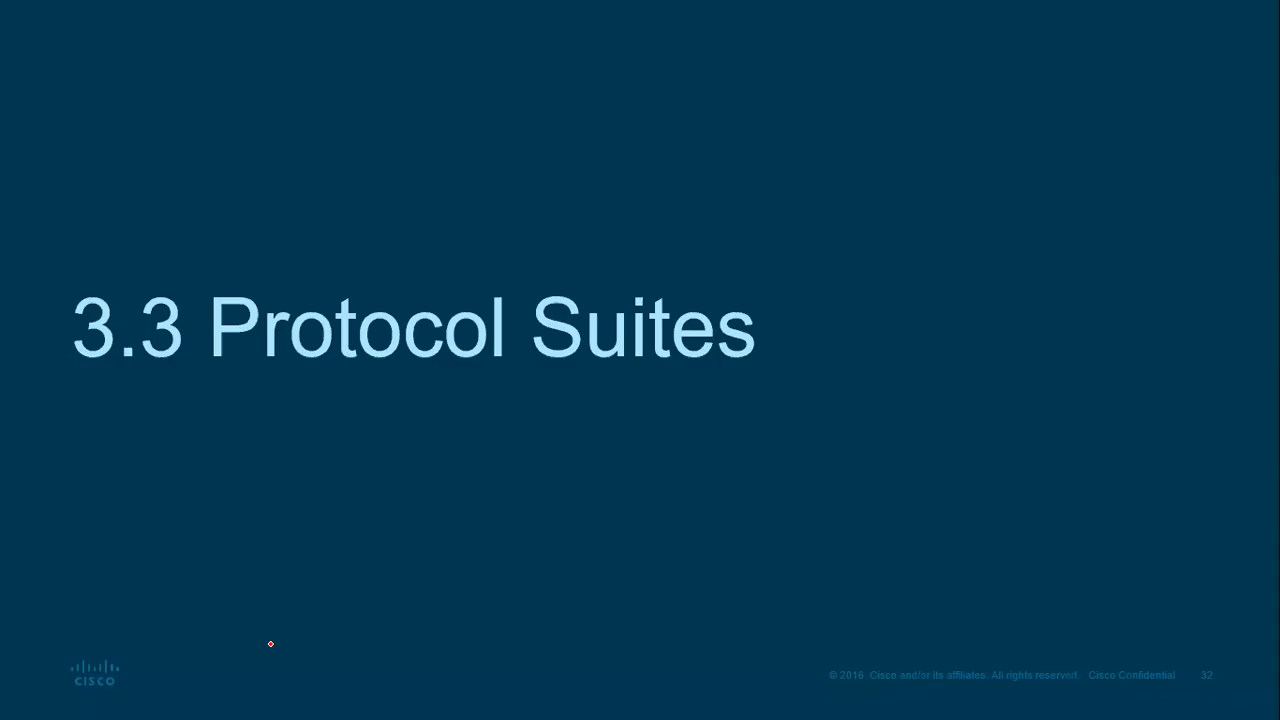 3.3 Protocol Suites
CISCO
© 2016 Cisco and/or its affiliates. All rights reserved. Cisco Confidential 32